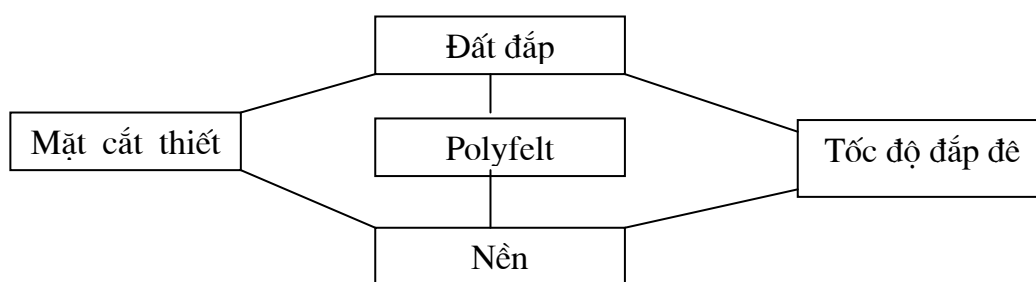 Đất đắp
Mặt cắt thiết
Polyfelt
Tốc độ đắp đê
Nền